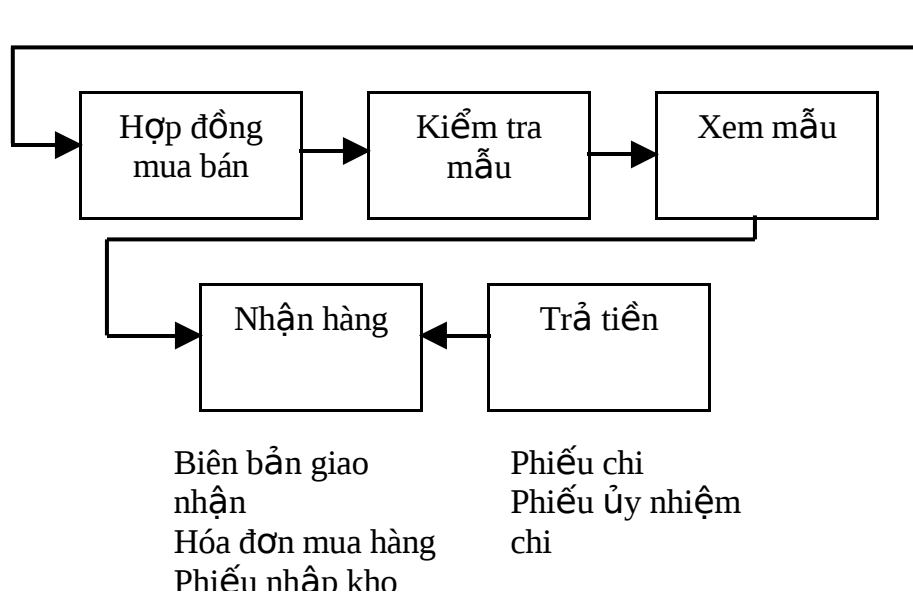 Hợp đồng
mua bán
Kiểm tra
mẫu
Xem mẫu
Nhận hàng
Trả tiền
Biên bản giao
nhận
Hóa đơn mua hàng
Phiếu nhập kho
Phiếu chi
Phiếu ủy nhiệm
chi